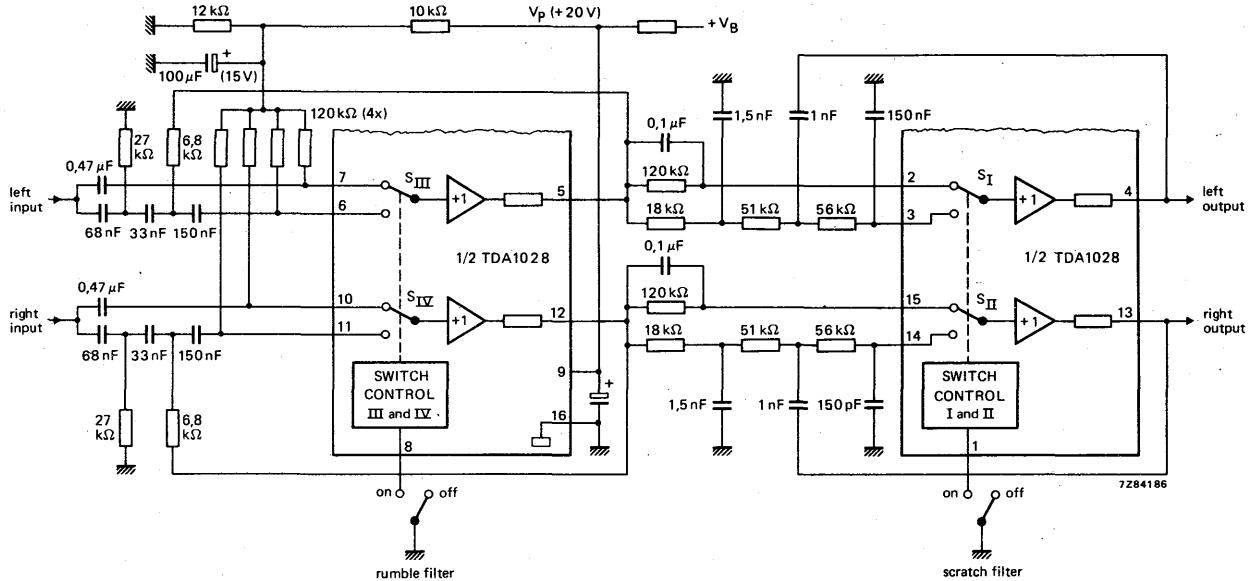 12 kΩ
10 kΩ
V_P (+20 V)
+V_B
100 μF
+
(15 V)
120 kΩ (4x)
1,5 nF
1 nF
150 nF
27 kΩ
6,8 kΩ
0,1 μF
0,47 μF
left input
7
S_III
+1
5
120 kΩ
2
S_I
+1
4
left output
6
18 kΩ
51 kΩ
56 kΩ
3
68 nF
33 nF
150 nF
1/2 TDA1028
0,1 μF
1/2 TDA1028
right input
0,47 μF
10
S_IV
+1
12
120 kΩ
15
S_II
+1
13
right output
11
18 kΩ
51 kΩ
56 kΩ
14
68 nF
33 nF
150 nF
SWITCH CONTROL III and IV
9
+
16
1,5 nF
1 nF
150 pF
SWITCH CONTROL I and II
27 kΩ
6,8 kΩ
8
1
7Z84186
on
off
on
off
rumble filter
scratch filter